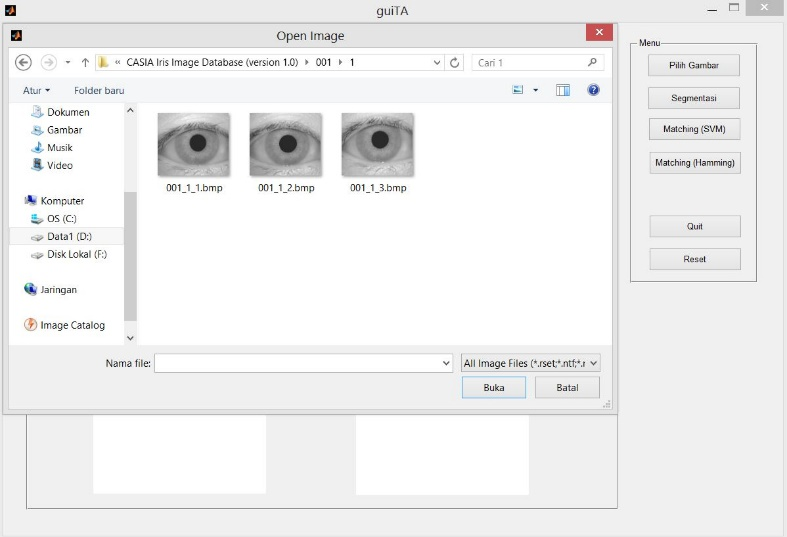 guiTA
Open Image
« CASIA Iris Image Database (version 1.0) 001 1
Cari 1
Atur
Folder baru
Dokumen
Gambar
Musik
Video
Komputer
OS (C:)
Data1 (D:)
Disk Lokal (F:)
Jaringan
Image Catalog
001_1_1.bmp
001_1_2.bmp
001_1_3.bmp
Nama file:
All Image Files (*.rset;*.ntf;*.r
Buka
Batal
Menu
Pilih Gambar
Segmentasi
Matching (SVM)
Matching (Hamming)
Quit
Reset